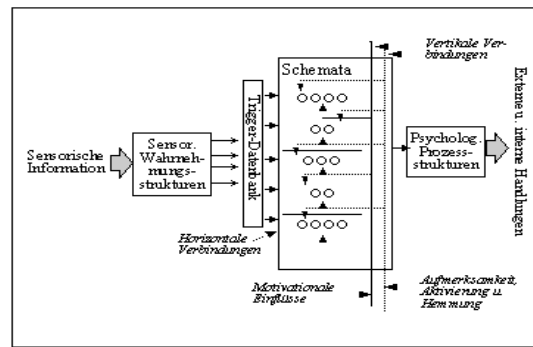 Vertikale Ver-
bindungen
Schemata
Trigger-Datenbank
Sensorische
Information
Sensor.
Wahrneh-
mungs-
strukturen
Psycholog.
Prozess-
strukturen
Externe u. interne Handlungen
Horizontale
Verbindungen
Motivationale
Einflüsse
Aufmerksamkeit,
Aktivierung u
Hemmung